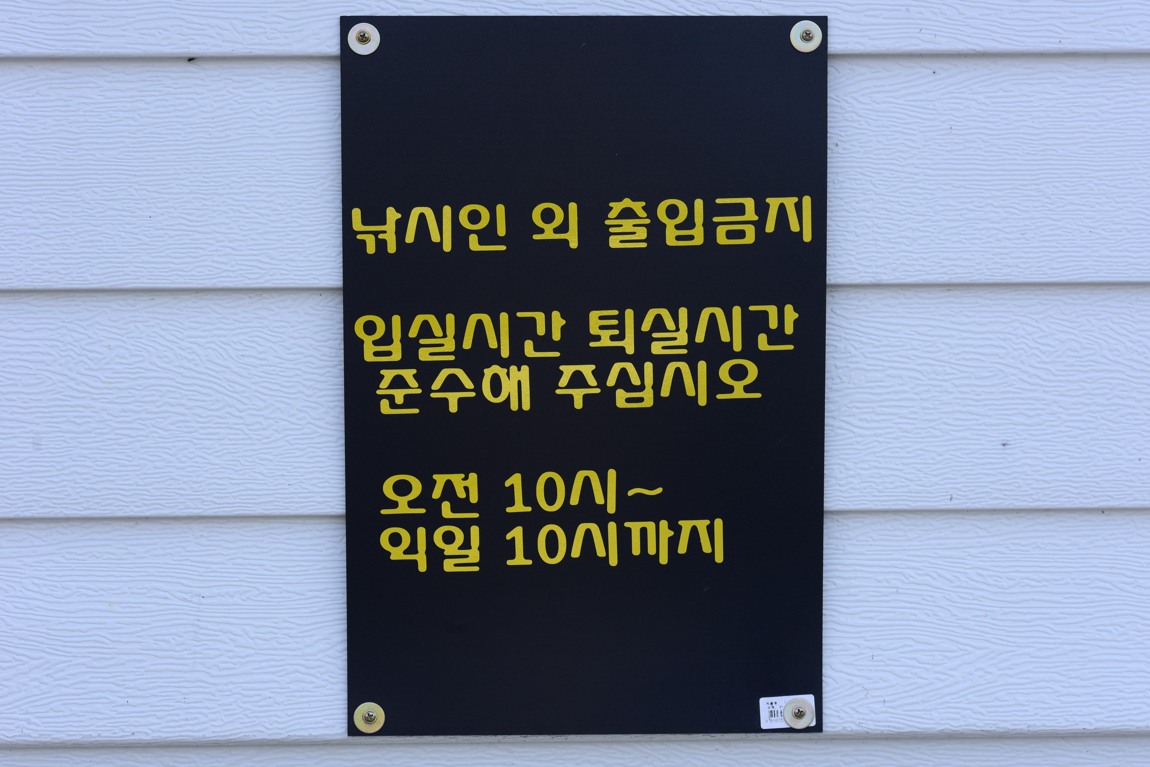 낚시인 외 출입금지
입실시간 퇴실시간
준수해 주십시오
오전 10시~
익일 10시까지